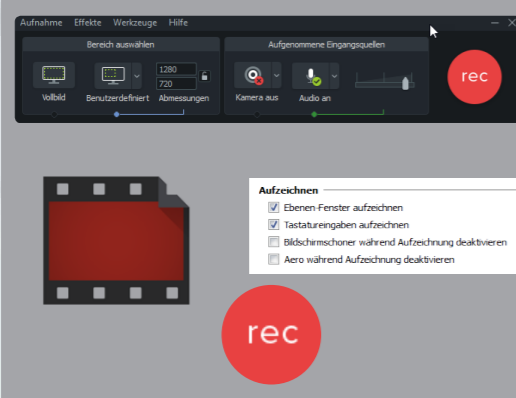 Aufnahme Effekte Werkzeuge Hilfe
Bereich auswählen
Aufgenommene Eingangsquellen
1280
720
rec
Vollbild Benutzerdefiniert Abmessungen
Kamera aus Audio an
Aufzeichnen
Ebenen-Fenster aufzeichnen
Tastatureingaben aufzeichnen
Bildschirmschoner während Aufzeichnung deaktivieren
Aero während Aufzeichnung deaktivieren
rec